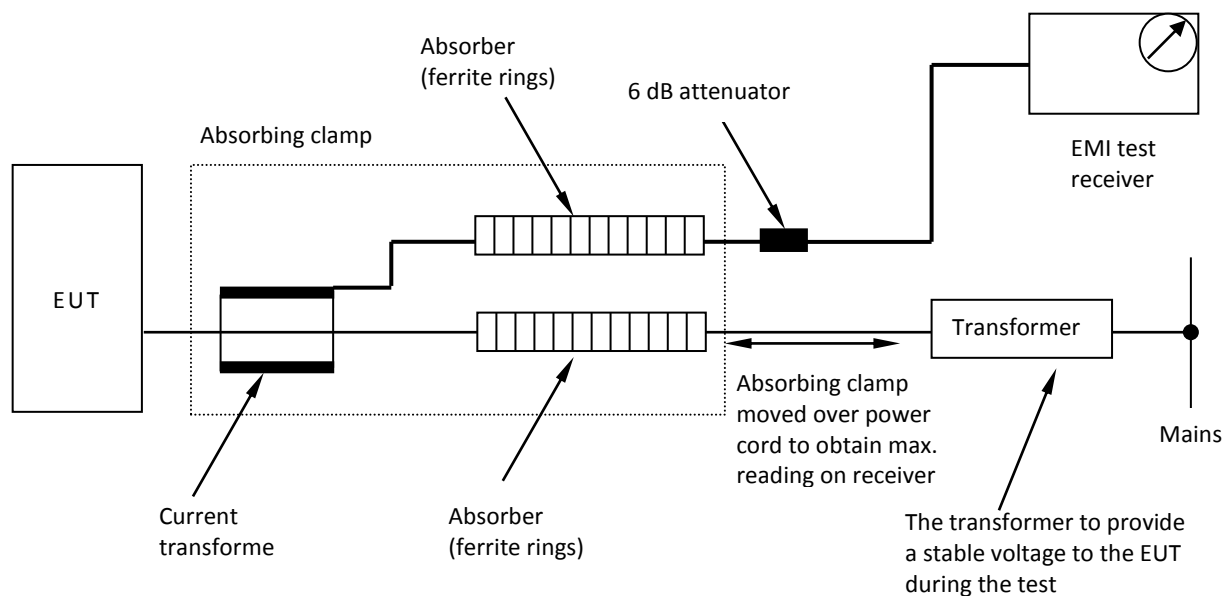 Absorber
(ferrite rings)
6 dB attenuator
Absorbing clamp
EMI test
receiver
EUT
Transformer
Absorbing clamp
moved over power
cord to obtain max.
reading on receiver
Mains
Current
transforme
Absorber
(ferrite rings)
The transformer to provide
a stable voltage to the EUT
during the test